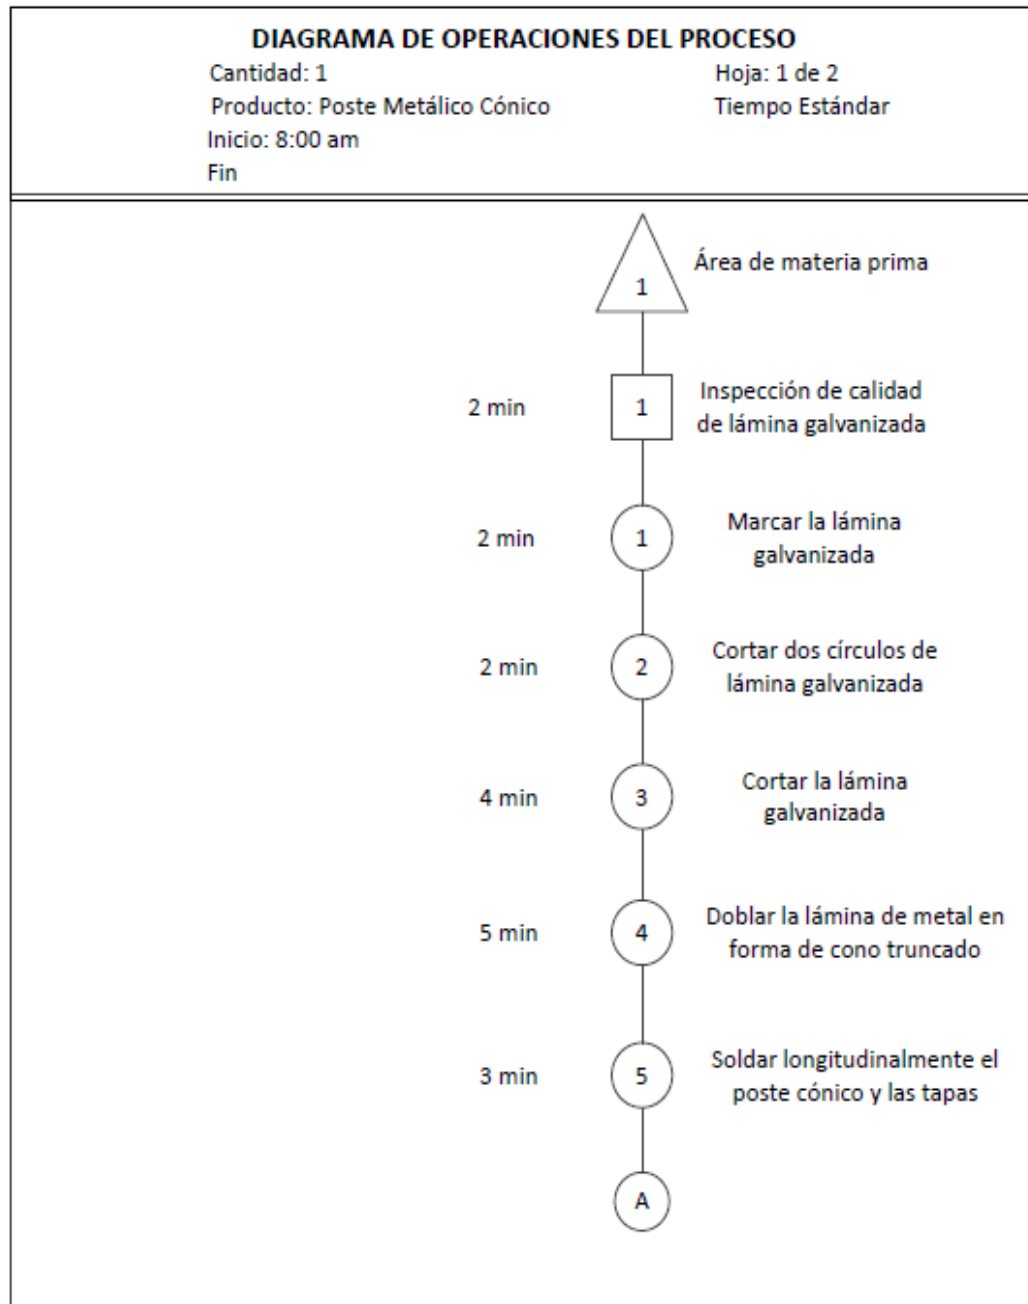 DIAGRAMA DE OPERACIONES DEL PROCESO
Cantidad: 1
Hoja: 1 de 2
Producto: Poste Metálico Cónico
Tiempo Estándar
Inicio: 8:00 am
Fin
1
Área de materia prima
2 min
1
Inspección de calidad
de lámina galvanizada
2 min
1
Marcar la lámina
galvanizada
2 min
2
Cortar dos círculos de
lámina galvanizada
4 min
3
Cortar la lámina
galvanizada
5 min
4
Doblar la lámina de metal en
forma de cono truncado
3 min
5
Soldar longitudinalmente el
poste cónico y las tapas
A